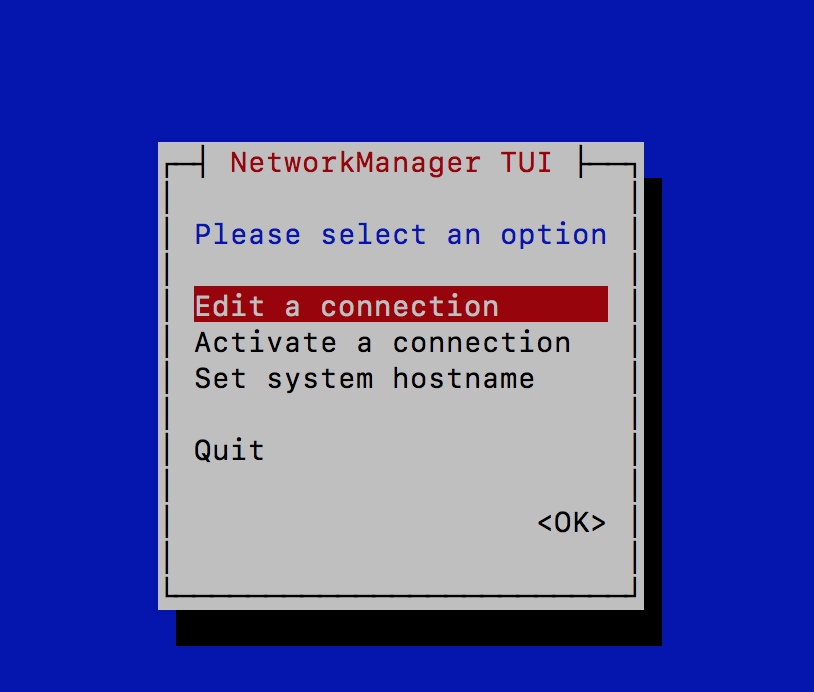 NetworkManager TUI
Please select an option
Edit a connection
Activate a connection
Set system hostname
Quit
<OK>